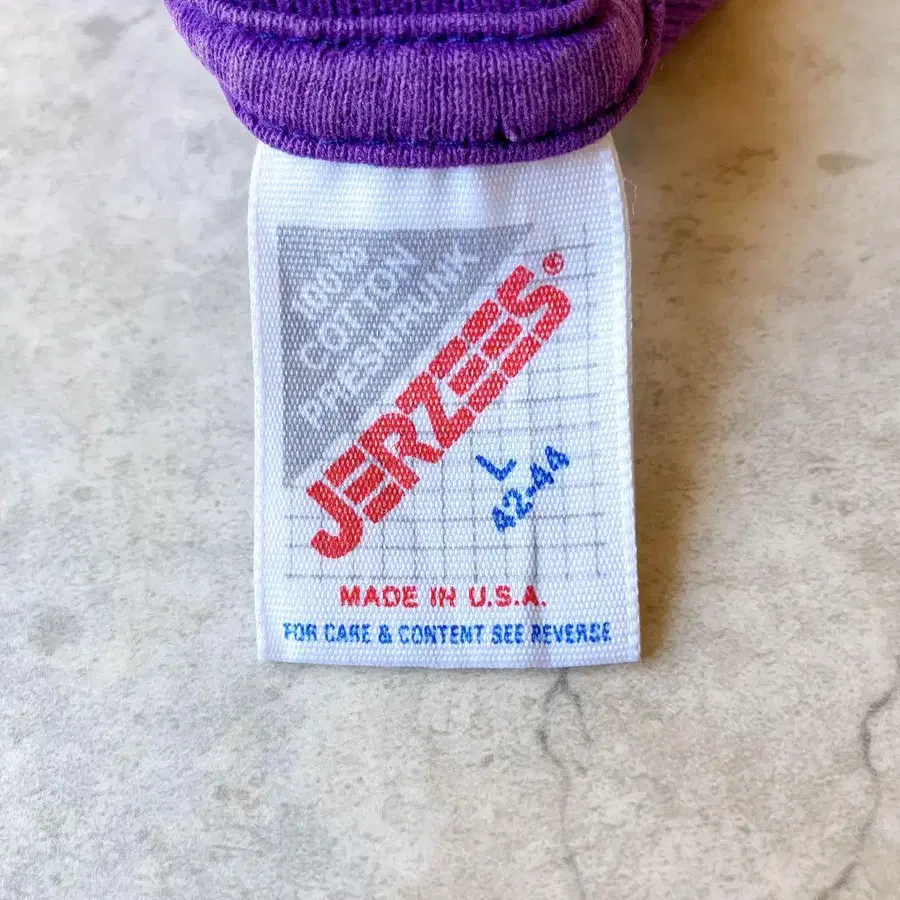 100%
COTTON
PRESHRUNK
JERZEES®
L
42-44
MADE IN U.S.A.
FOR CARE & CONTENT SEE REVERSE